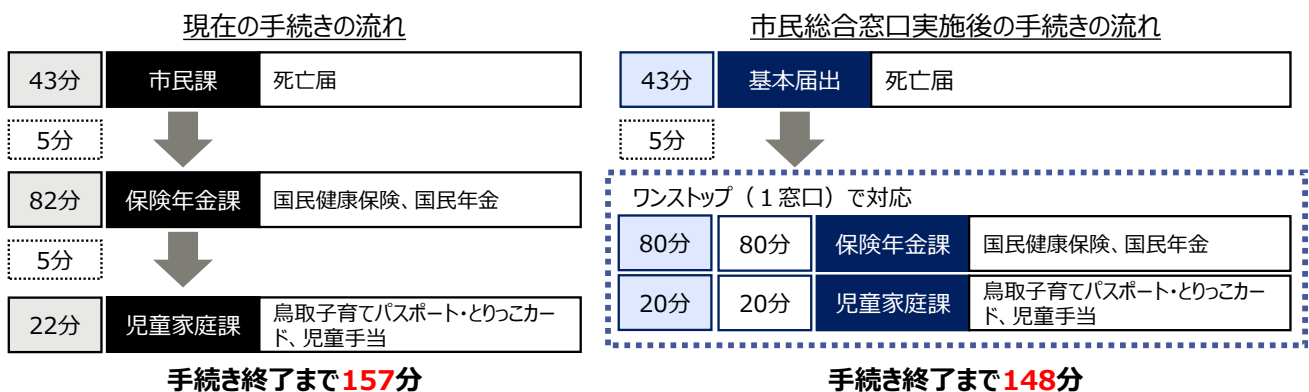 現在の手続きの流れ
43分 市民課 死亡届
5分
82分 保険年金課 国民健康保険、国民年金
5分
22分 児童家庭課 鳥取子育てパスポート・とりっこカー
ド、児童手当
手続き終了まで157分
市民総合窓口実施後の手続きの流れ
43分 基本届出 死亡届
5分
ワンストップ（１窓口）で対応
80分 80分 保険年金課 国民健康保険、国民年金
20分 20分 児童家庭課 鳥取子育てパスポート・とりっこカー
ド、児童手当
手続き終了まで148分